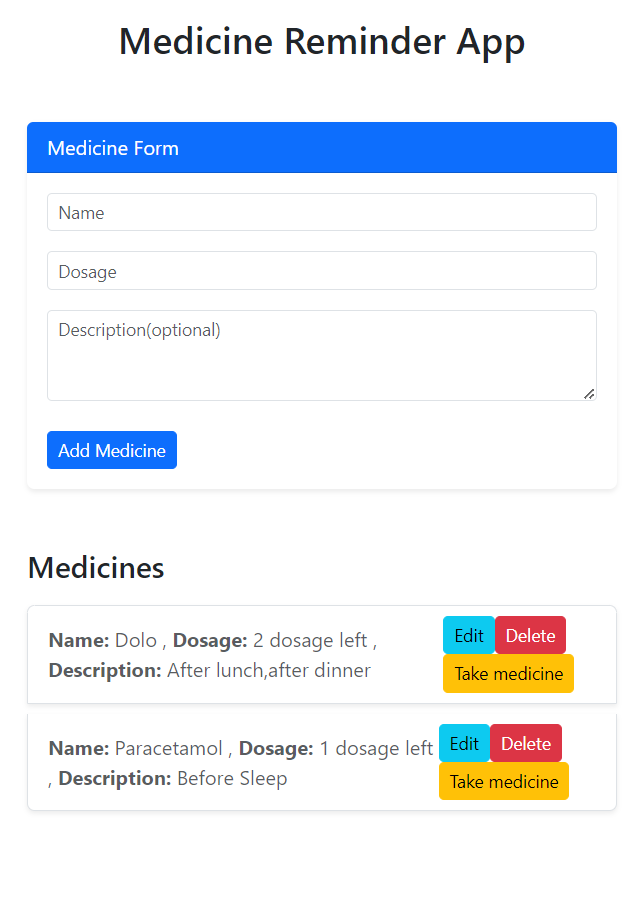 Medicine Reminder App
Medicine Form
Name
Dosage
Description(optional)
Add Medicine
Medicines
Name: Dolo , Dosage: 2 dosage left ,
Description: After lunch,after dinner
Edit Delete
Take medicine
Name: Paracetamol , Dosage: 1 dosage left
, Description: Before Sleep
Edit Delete
Take medicine